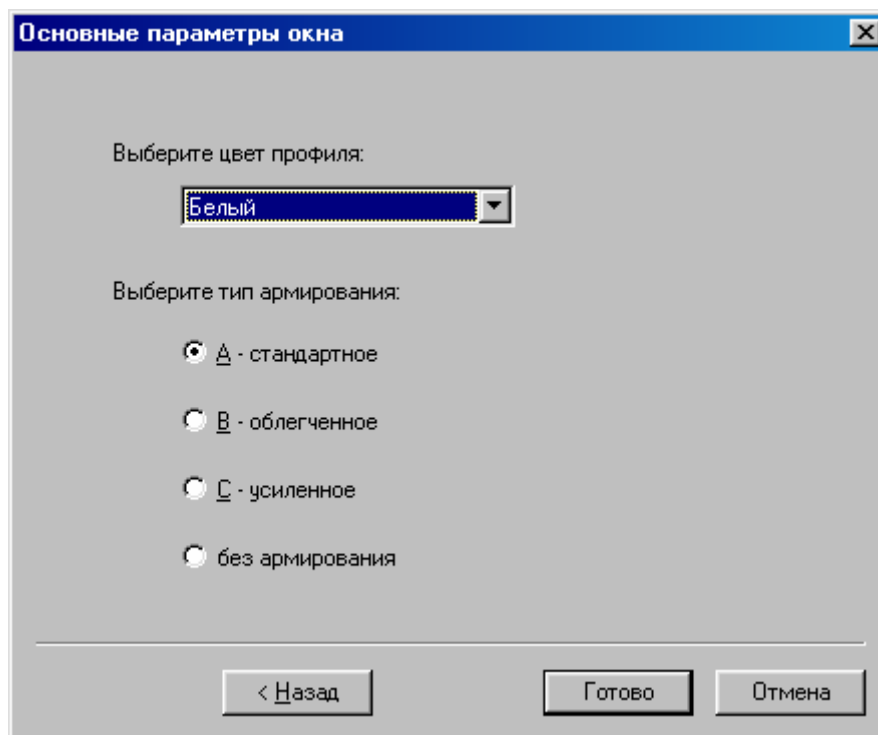 Основные параметры окна
Выберите цвет профиля:
Белый
Выберите тип армирования:
A - стандартное
B - облегченное
C - усиленное
без армирования
< Назад Готово Отмена